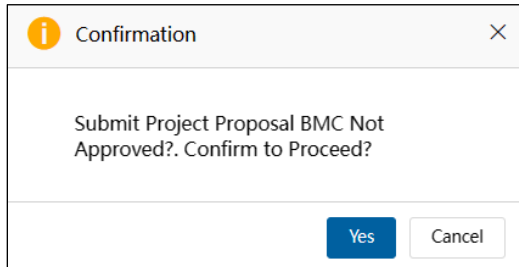 Confirmation
Submit Project Proposal BMC Not
Approved?. Confirm to Proceed?
Yes
Cancel